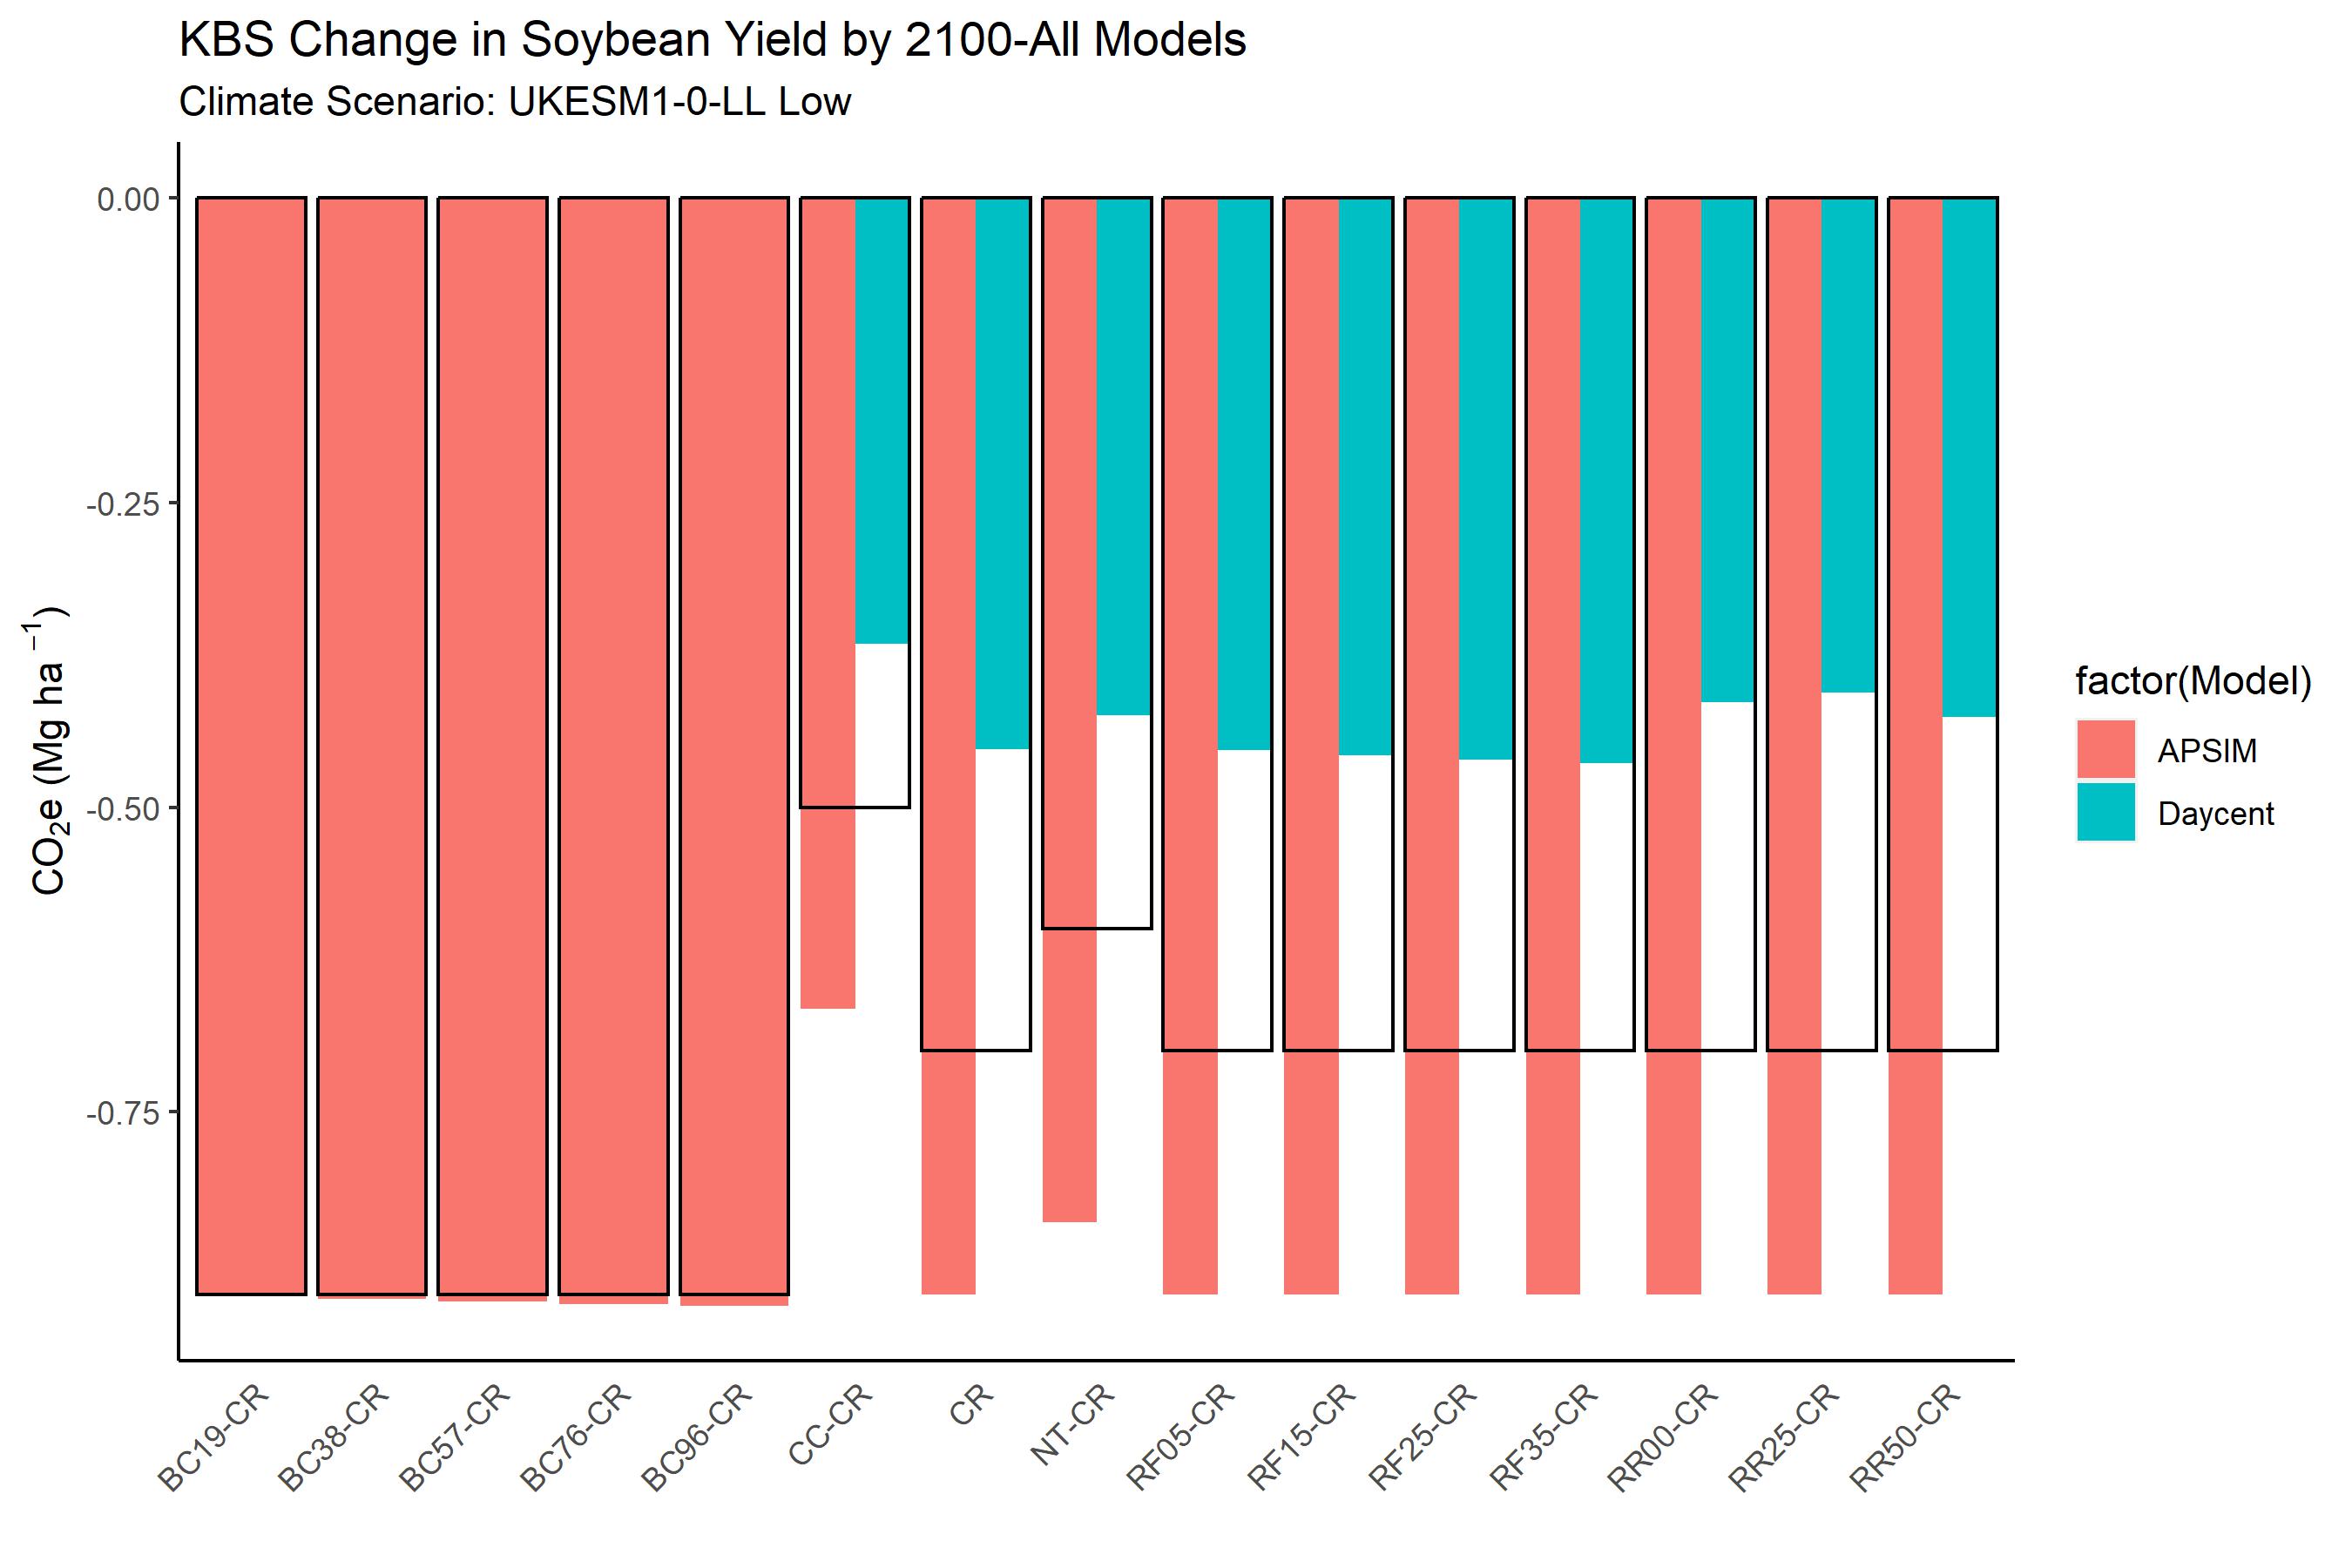 KBS Change in Soybean Yield by 2100-All Models
Climate Scenario: UKESM1-0-LL Low
CO₂e (Mg ha ⁻¹)
0.00
-0.25
-0.50
-0.75
BC19-CR
BC38-CR
BC57-CR
BC76-CR
BC96-CR
CC-CR
CR
NT-CR
RF05-CR
RF15-CR
RF25-CR
RF35-CR
RR00-CR
RR25-CR
RR50-CR
factor(Model)
APSIM
Daycent